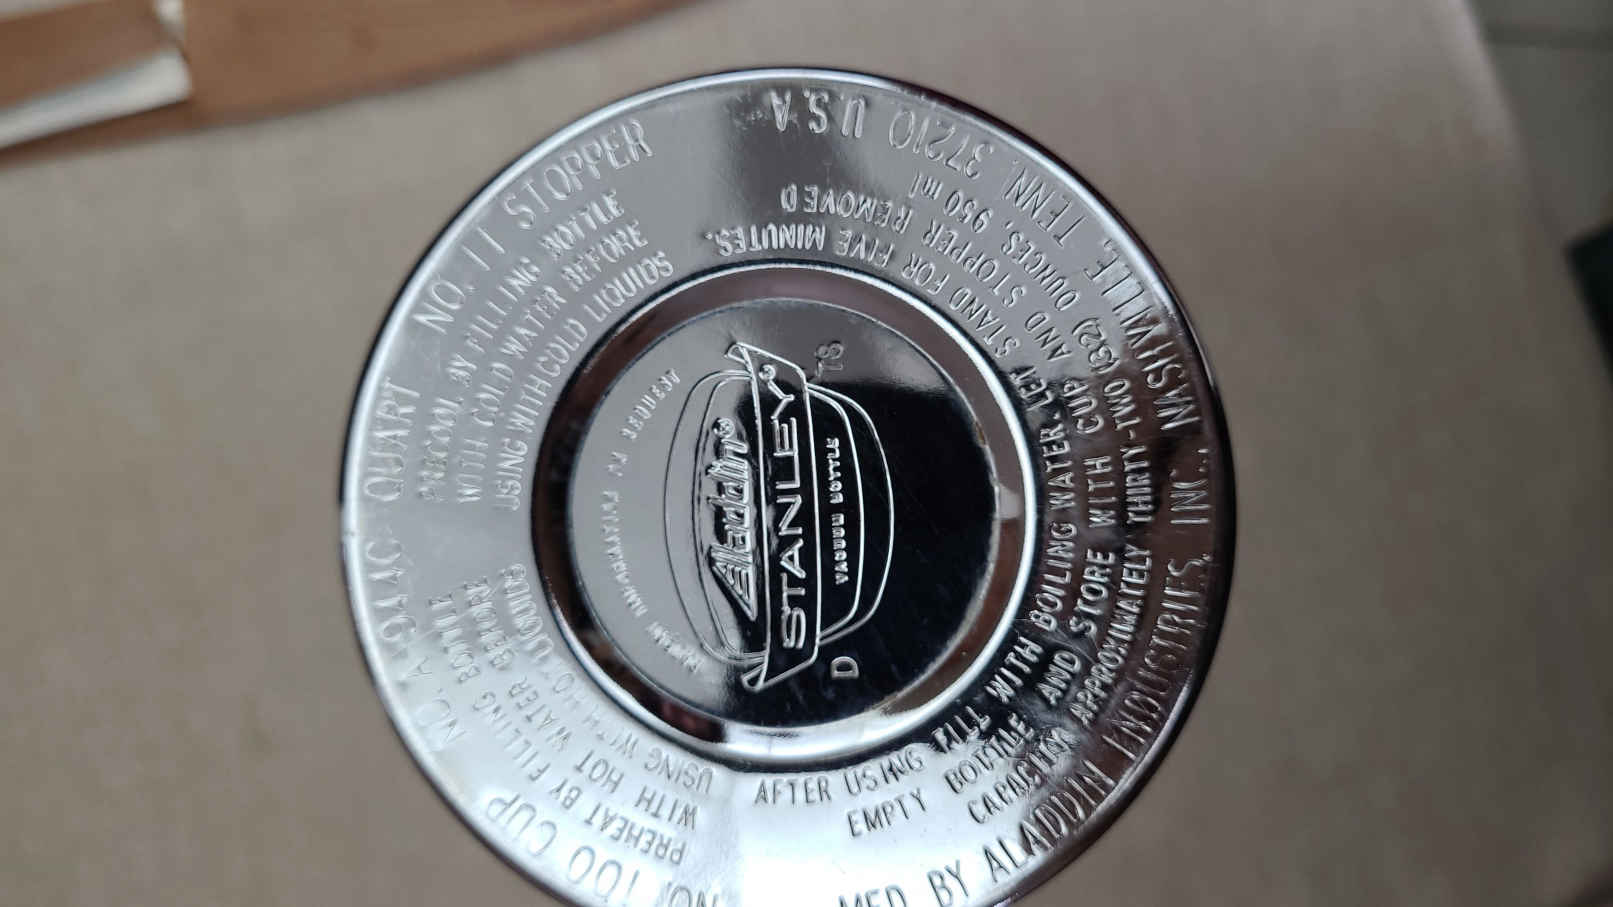 NO. A-944C QUART
NO. 11 STOPPER
NO. 100 CUP
MFD BY ALADDIN INDUSTRIES, INC., NASHVILLE, TENN. 37210 U.S.A
PRECOOL BY FILLING BOTTLE
WITH COLD WATER BEFORE
USING WITH COLD LIQUIDS
PREHEAT BY FILLING BOTTLE
WITH HOT WATER BEFORE
USING WITH HOT LIQUIDS
AFTER USING FILL WITH BOILING WATER. LET STAND FOR FIVE MINUTES.
EMPTY BOTTLE AND STORE WITH CUP AND STOPPER REMOVED
CAPACITY APPROXIMATELY THIRTY-TWO (32) OUNCES, 950 ml
REQUEST
Aladdin®
STANLEY®
VACUUM BOTTLE
D